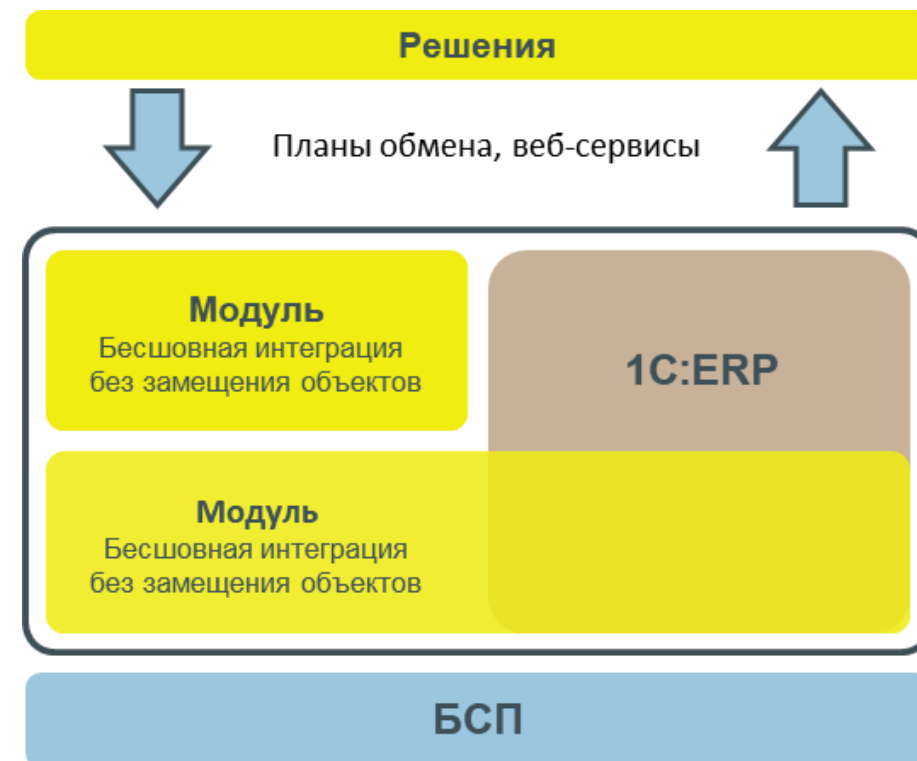 Решения
Планы обмена, веб-сервисы
Модуль
Бесшовная интеграция
без замещения объектов
1С:ERP
Модуль
Бесшовная интеграция
без замещения объектов
БСП